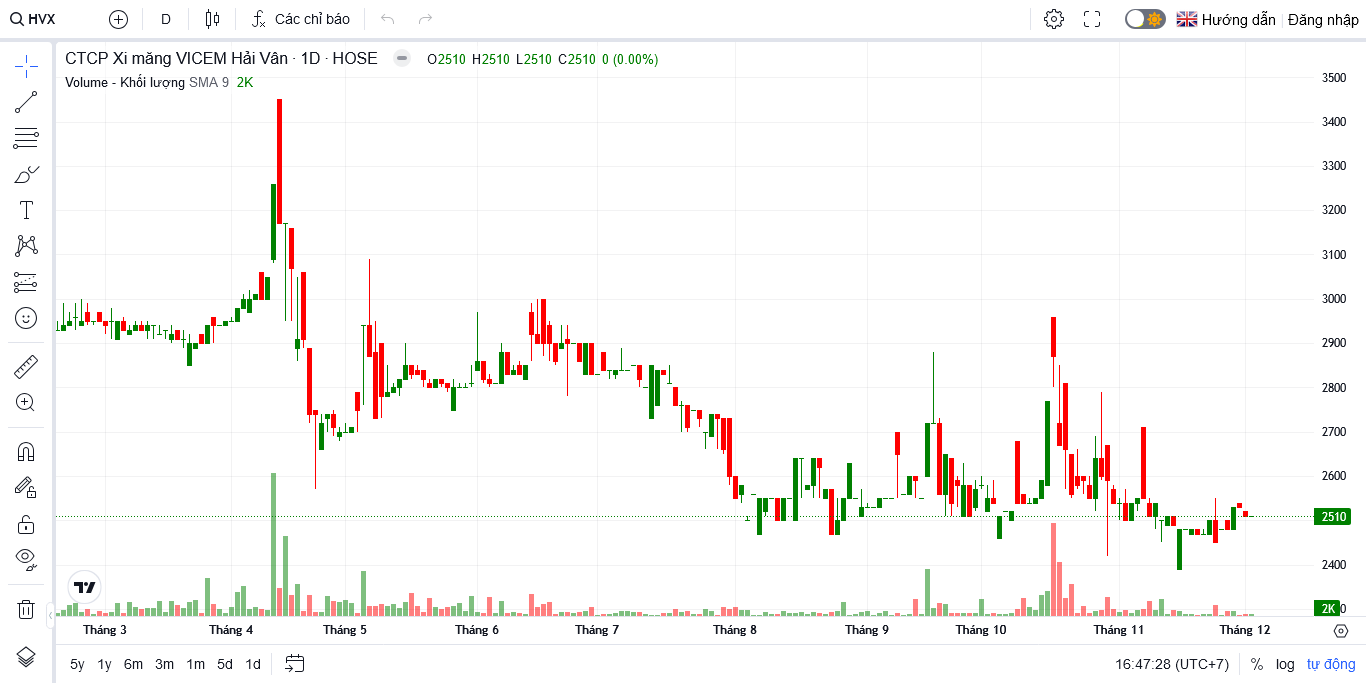 HVX D Các chỉ báo Hướng dẫn Đăng nhập
CTCP Xi măng VICEM Hải Vân · 1D · HOSE O2510 H2510 L2510 C2510 0 (0.00%)
Volume - Khối lượng SMA 9 2K
3500
3400
3300
3200
3100
3000
2900
2800
2700
2600
2510
2400
2K 0
Tháng 3 Tháng 4 Tháng 5 Tháng 6 Tháng 7 Tháng 8 Tháng 9 Tháng 10 Tháng 11 Tháng 12
5y 1y 6m 3m 1m 5d 1d 16:47:28 (UTC+7) % log tự động